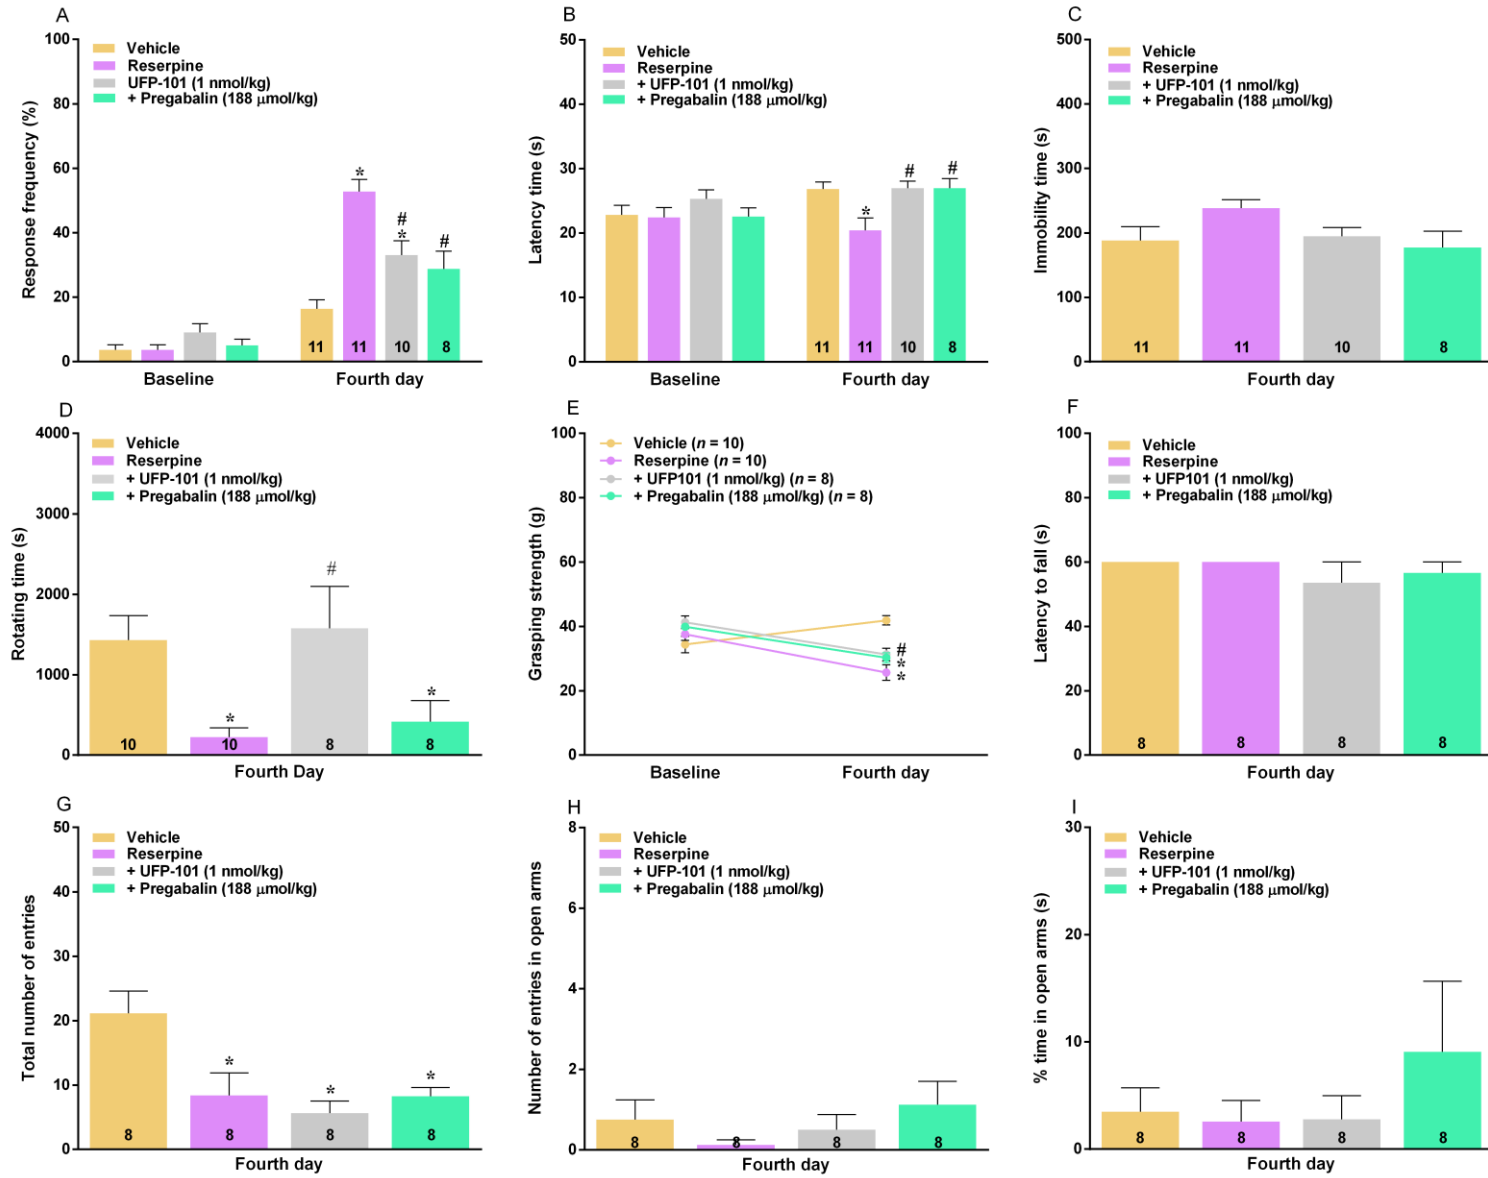 A
Response frequency (%)
100
80
60
40
20
0
Vehicle
Reserpine
UFP-101 (1 nmol/kg)
+ Pregabalin (188 μmol/kg)
*
#
*
#
11
11
10
8
Baseline
Fourth day
B
Latency time (s)
50
40
30
20
10
0
Vehicle
Reserpine
+ UFP-101 (1 nmol/kg)
+ Pregabalin (188 μmol/kg)
*
#
#
11
11
10
8
Baseline
Fourth day
C
Immobility time (s)
500
400
300
200
100
0
Vehicle
Reserpine
+ UFP-101 (1 nmol/kg)
+ Pregabalin (188 μmol/kg)
11
11
10
8
Fourth day
D
Rotating time (s)
4000
3000
2000
1000
0
Vehicle
Reserpine
+ UFP-101 (1 nmol/kg)
+ Pregabalin (188 μmol/kg)
*
#
*
10
10
8
8
Fourth Day
E
Grasping strength (g)
100
80
60
40
20
0
Vehicle (n = 10)
Reserpine (n = 10)
+ UFP101 (1 nmol/kg) (n = 8)
+ Pregabalin (188 μmol/kg) (n = 8)
#
*
*
Baseline
Fourth day
F
Latency to fall (s)
100
80
60
40
20
0
Vehicle
Reserpine
+ UFP101 (1 nmol/kg)
+ Pregabalin (188 μmol/kg)
8
8
8
8
Fourth day
G
Total number of entries
50
40
30
20
10
0
Vehicle
Reserpine
+ UFP-101 (1 nmol/kg)
+ Pregabalin (188 μmol/kg)
*
*
*
8
8
8
8
Fourth day
H
Number of entries in open arms
8
6
4
2
0
Vehicle
Reserpine
+ UFP-101 (1 nmol/kg)
+ Pregabalin (188 μmol/kg)
8
8
8
8
Fourth day
I
% time in open arms (s)
30
20
10
0
Vehicle
Reserpine
+ UFP-101 (1 nmol/kg)
+ Pregabalin (188 μmol/kg)
8
8
8
8
Fourth day